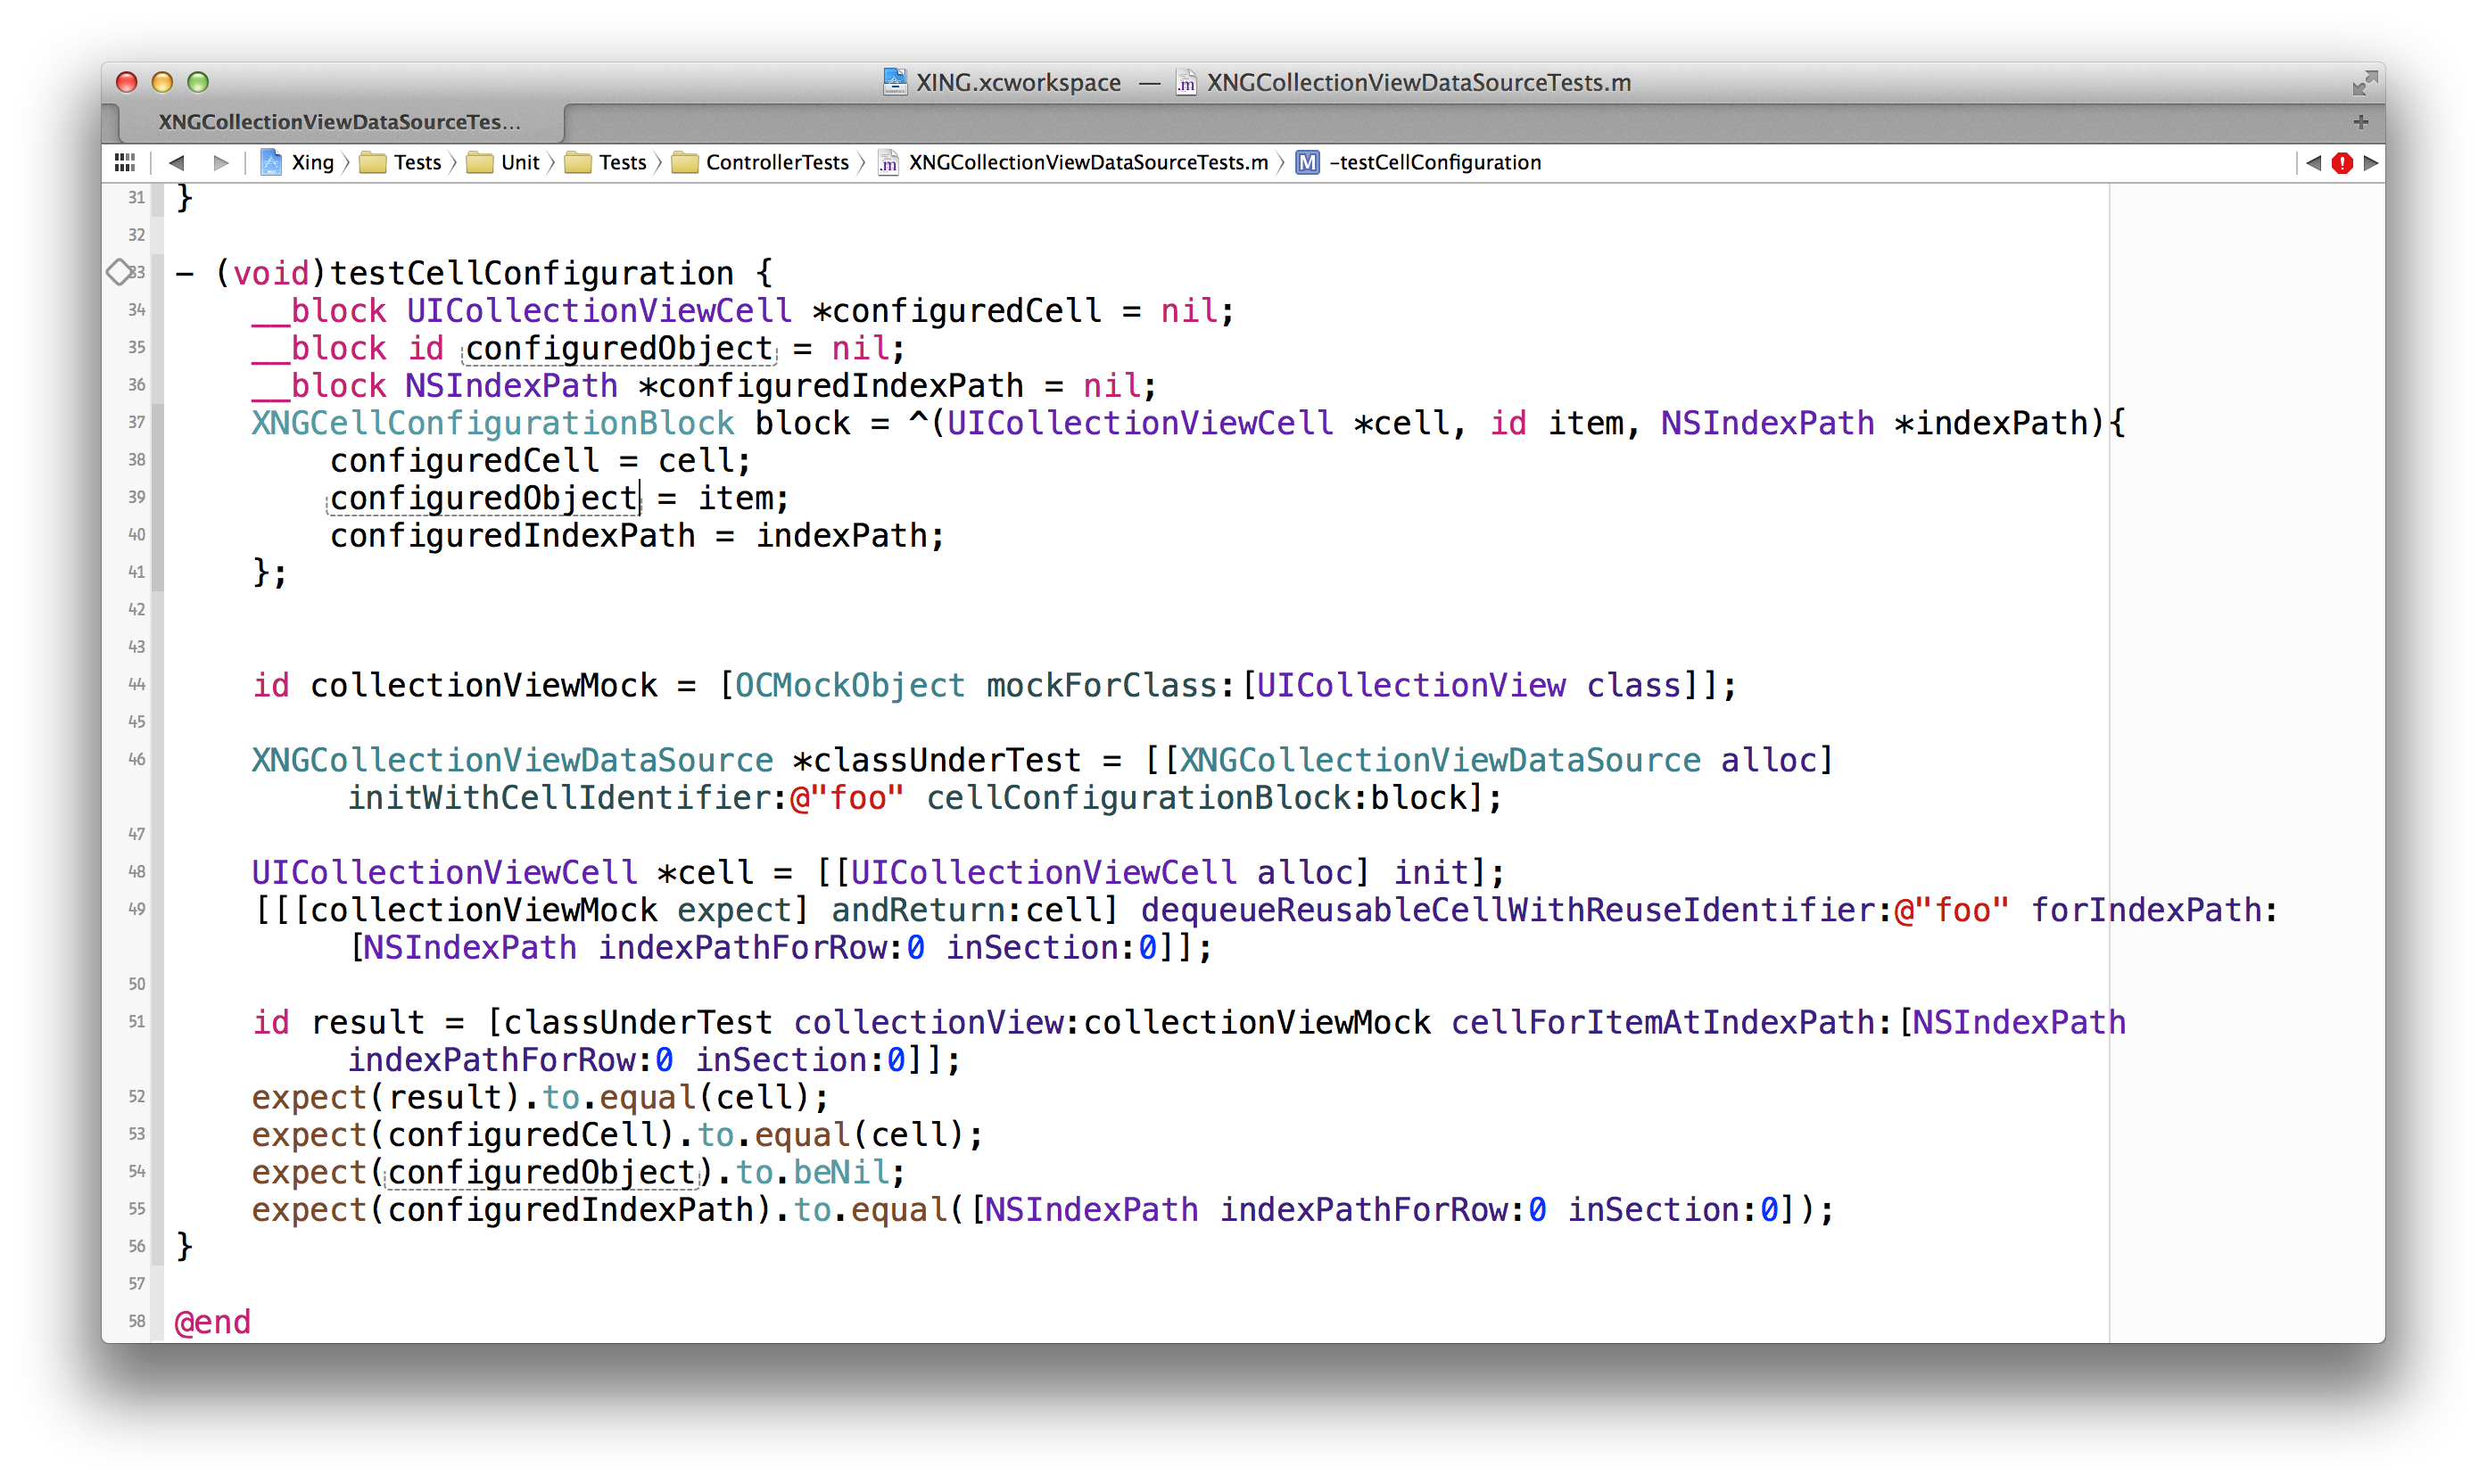 XING.xcworkspace — XNGCollectionViewDataSourceTests.m
XNGCollectionViewDataSourceTes...
Xing Tests Unit Tests ControllerTests XNGCollectionViewDataSourceTests.m M -testCellConfiguration
31 }
32
33 - (void)testCellConfiguration {
34 __block UICollectionViewCell *configuredCell = nil;
35 __block id configuredObject = nil;
36 __block NSIndexPath *configuredIndexPath = nil;
37 XNGCellConfigurationBlock block = ^(UICollectionViewCell *cell, id item, NSIndexPath *indexPath){
38 configuredCell = cell;
39 configuredObject = item;
40 configuredIndexPath = indexPath;
41 };
42
43
44 id collectionViewMock = [OCMockObject mockForClass:[UICollectionView class]];
45
46 XNGCollectionViewDataSource *classUnderTest = [[XNGCollectionViewDataSource alloc]
initWithCellIdentifier:@"foo" cellConfigurationBlock:block];
47
48 UICollectionViewCell *cell = [[UICollectionViewCell alloc] init];
49 [[[collectionViewMock expect] andReturn:cell] dequeueReusableCellWithReuseIdentifier:@"foo" forIndexPath:
[NSIndexPath indexPathForRow:0 inSection:0]];
50
51 id result = [classUnderTest collectionView:collectionViewMock cellForItemAtIndexPath:[NSIndexPath
indexPathForRow:0 inSection:0]];
52 expect(result).to.equal(cell);
53 expect(configuredCell).to.equal(cell);
54 expect(configuredObject).to.beNil;
55 expect(configuredIndexPath).to.equal([NSIndexPath indexPathForRow:0 inSection:0]);
56 }
57
58 @end